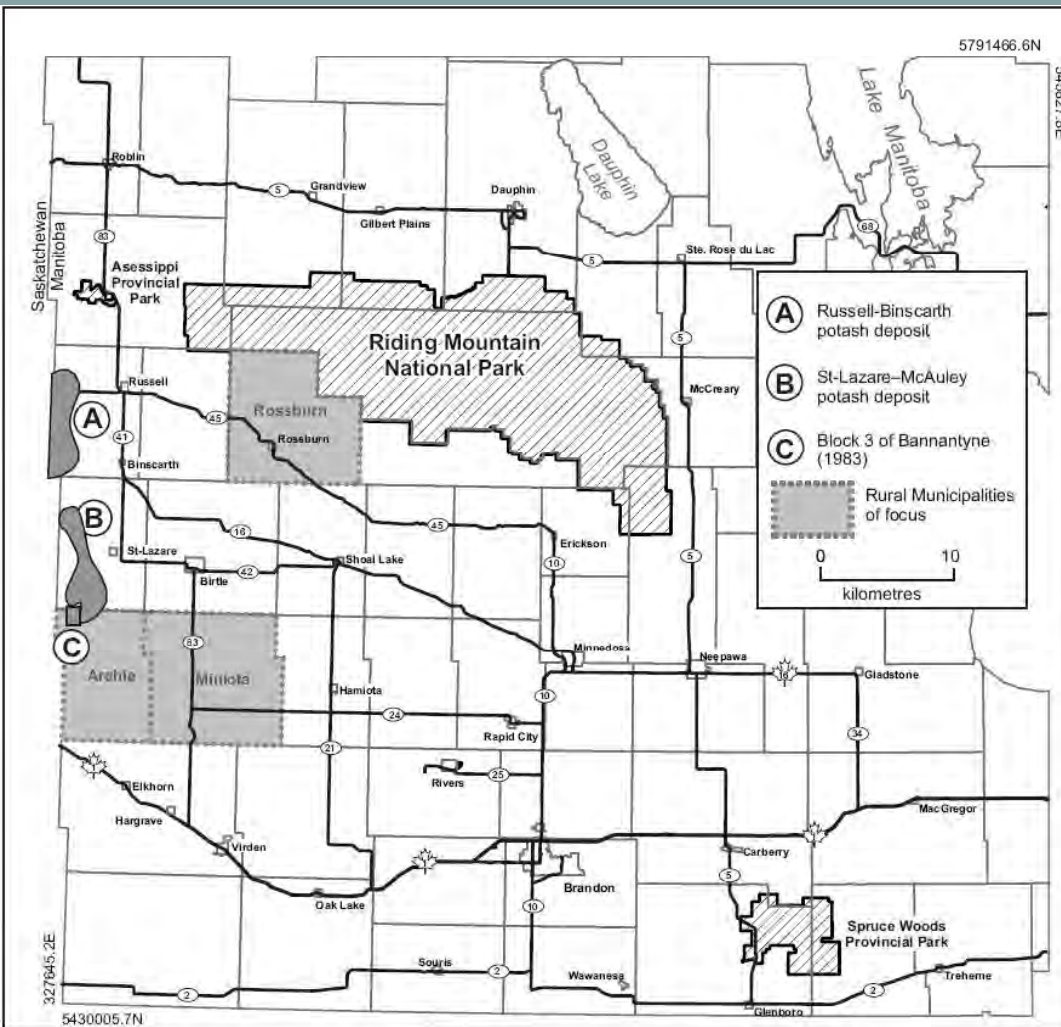 5791466.6N
Lake Manitoba
Dauphin
Lake
Roblin
5
Grandview
Gilbert Plains
Dauphin
Saskatchewan
Manitoba
83
Asessippi
Provincial
Park
5
Ste. Rose du Lac
68
Riding Mountain
National Park
5
McCreary
A
Russell-Binscarth
potash deposit
B
St-Lazare–McAuley
potash deposit
C
Block 3 of Bannantyne
(1983)
Rural Municipalities
of focus
0
10
kilometres
Russell
A
45
Rossburn
Rossburn
41
Binscarth
B
16
45
Erickson
5
St-Lazare
Shoal Lake
10
Birtle
42
C
83
Minnedosa
Neepawa
16
Gladstone
Archie
Miniota
Hamiota
10
24
Rapid City
21
34
Rivers
25
Elkhorn
Hargrave
MacGregor
Virden
1
Carberry
Oak Lake
Brandon
5
10
Spruce Woods
Provincial Park
Souris
2
Wawanesa
Treherne
2
2
Glenboro
327645.2E
5430005.7N